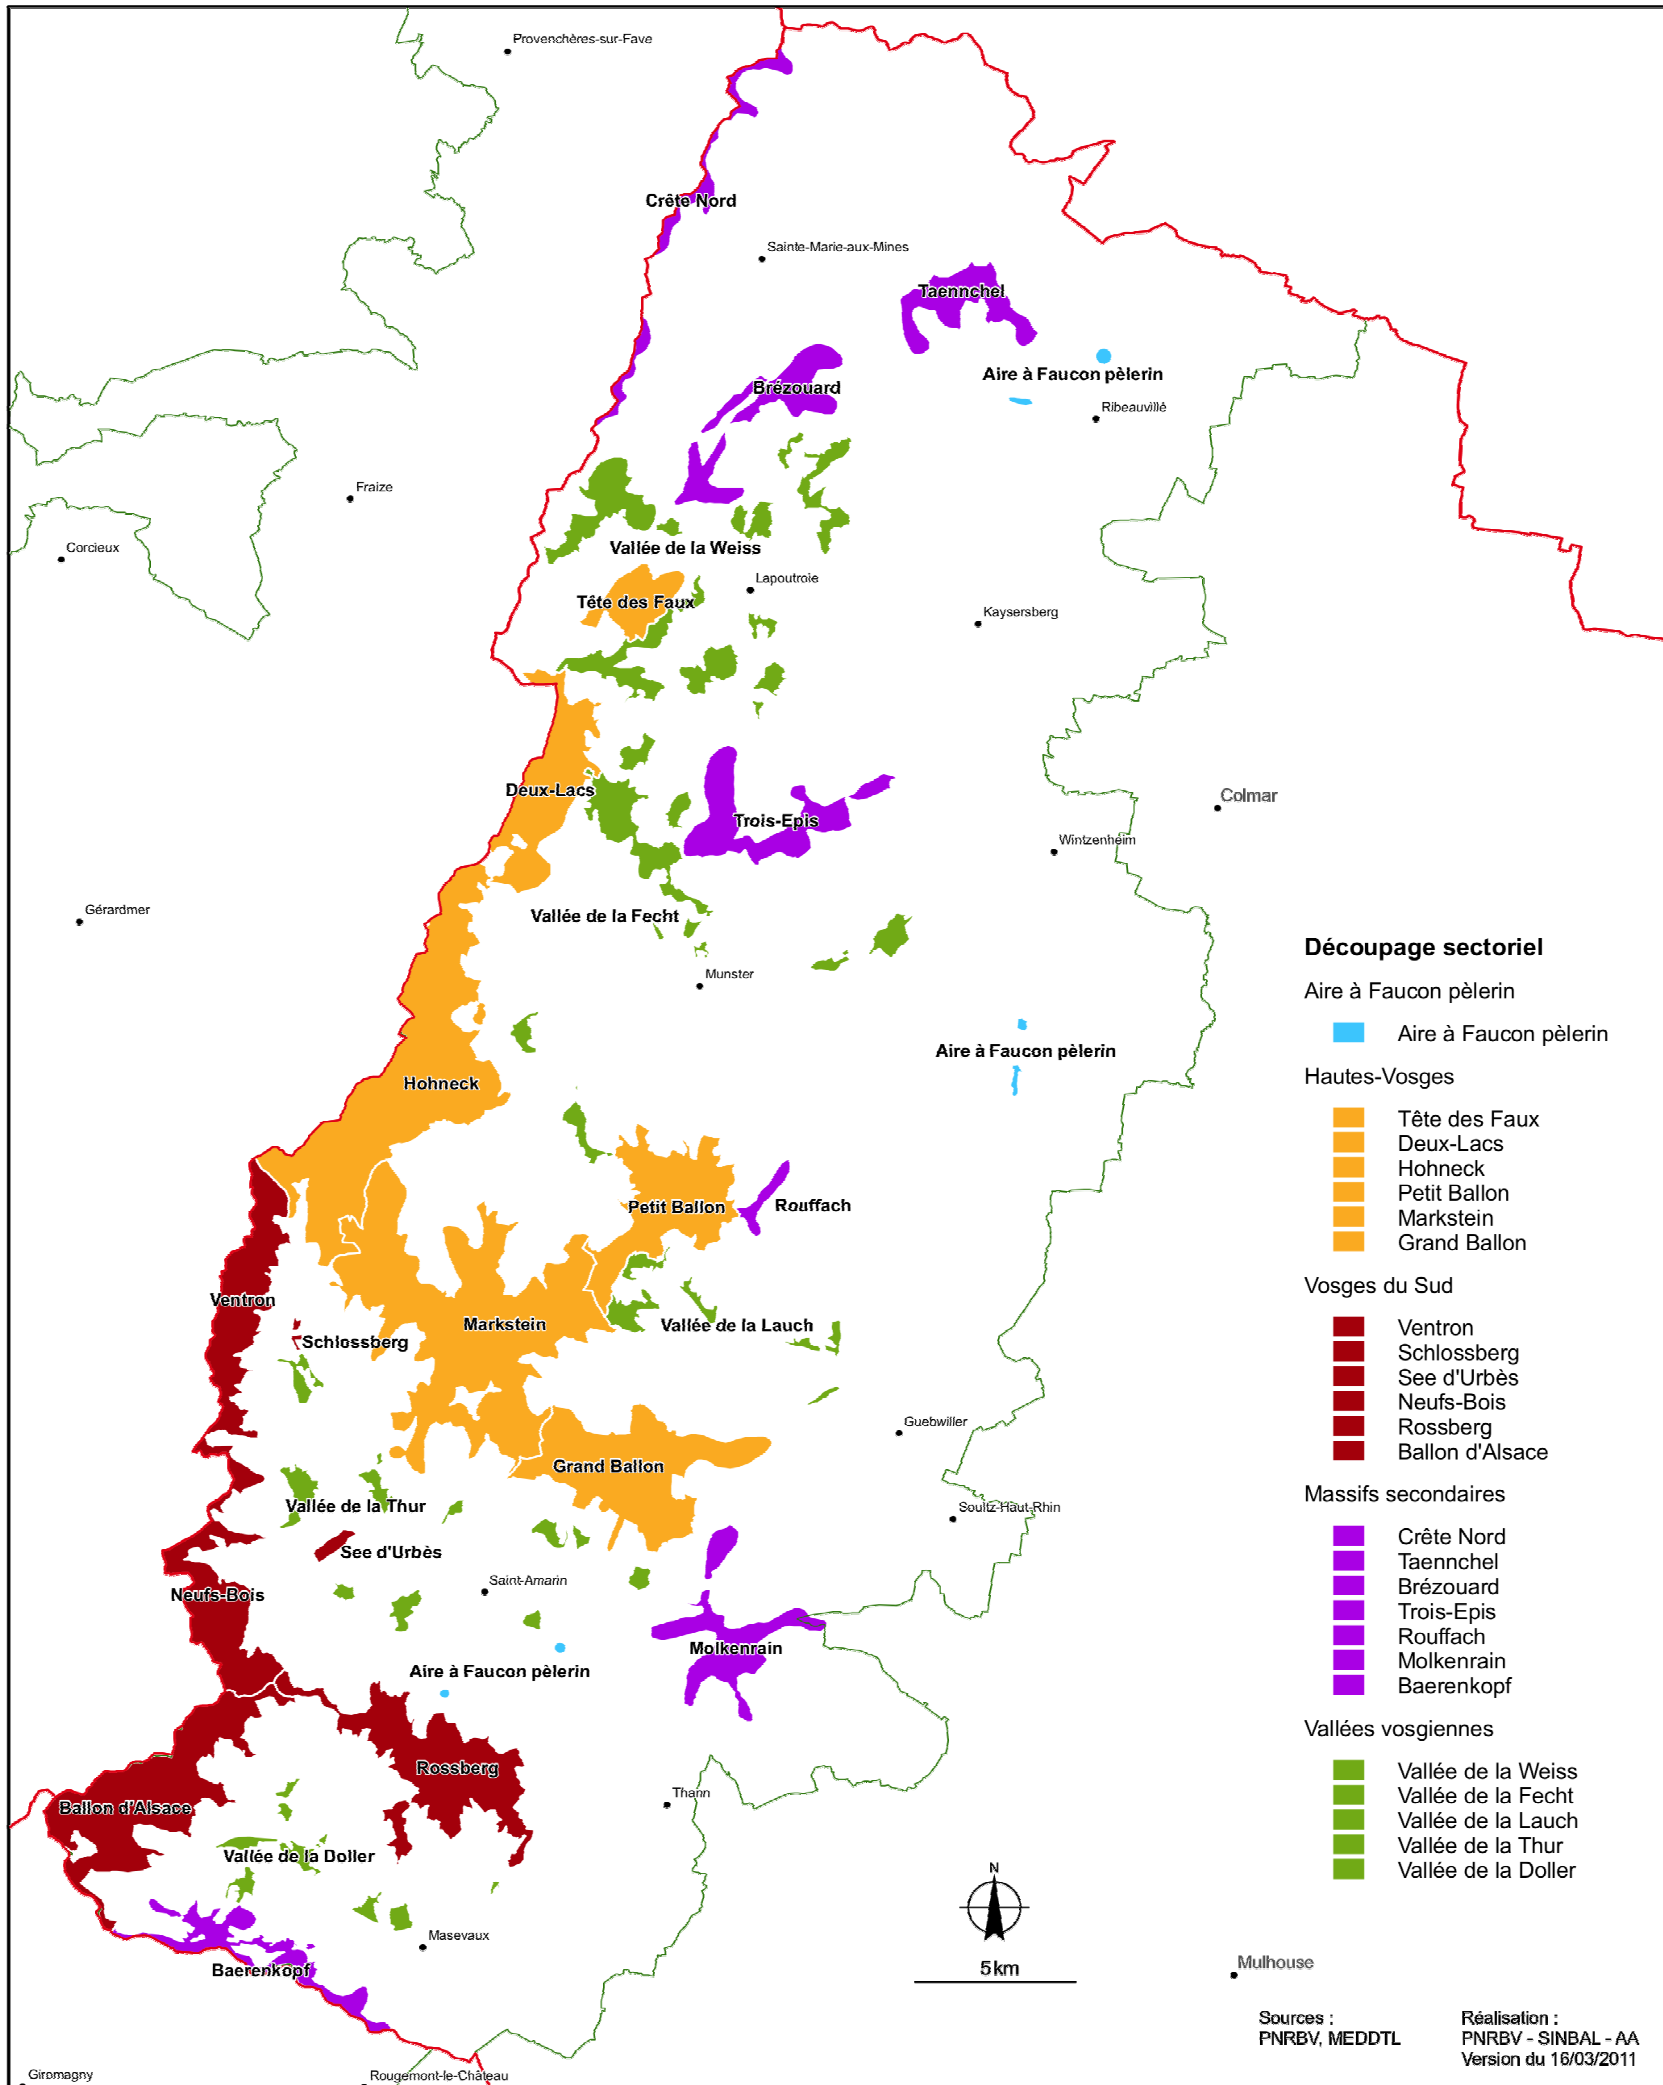 Provenchères-sur-Fave
Crête Nord
Sainte-Marie-aux-Mines
Taennchel
Aire à Faucon pèlerin
Brézouard
Ribeauvillé
Fraize
Corcieux
Vallée de la Weiss
Lapoutroie
Tête des Faux
Kaysersberg
Deux-Lacs
Colmar
Trois-Epis
Wintzenheim
Gérardmer
Vallée de la Fecht
Munster
Aire à Faucon pèlerin
Hohneck
Petit Ballon
Rouffach
Ventron
Markstein
Vallée de la Lauch
Schlossberg
Guebwiller
Grand Ballon
Vallée de la Thur
Soultz-Haut-Rhin
See d'Urbès
Saint-Amarin
Neufs-Bois
Molkenrain
Aire à Faucon pèlerin
Rossberg
Thann
Ballon d'Alsace
Vallée de la Doller
Masevaux
Baerenkopf
Giromagny
Rougemont-le-Château
Mulhouse
N
5km
Découpage sectoriel
Aire à Faucon pèlerin
Aire à Faucon pèlerin
Hautes-Vosges
Tête des Faux
Deux-Lacs
Hohneck
Petit Ballon
Markstein
Grand Ballon
Vosges du Sud
Ventron
Schlossberg
See d'Urbès
Neufs-Bois
Rossberg
Ballon d'Alsace
Massifs secondaires
Crête Nord
Taennchel
Brézouard
Trois-Epis
Rouffach
Molkenrain
Baerenkopf
Vallées vosgiennes
Vallée de la Weiss
Vallée de la Fecht
Vallée de la Lauch
Vallée de la Thur
Vallée de la Doller
Sources :
PNRBV, MEDDTL
Réalisation :
PNRBV - SINBAL - AA
Version du 16/03/2011